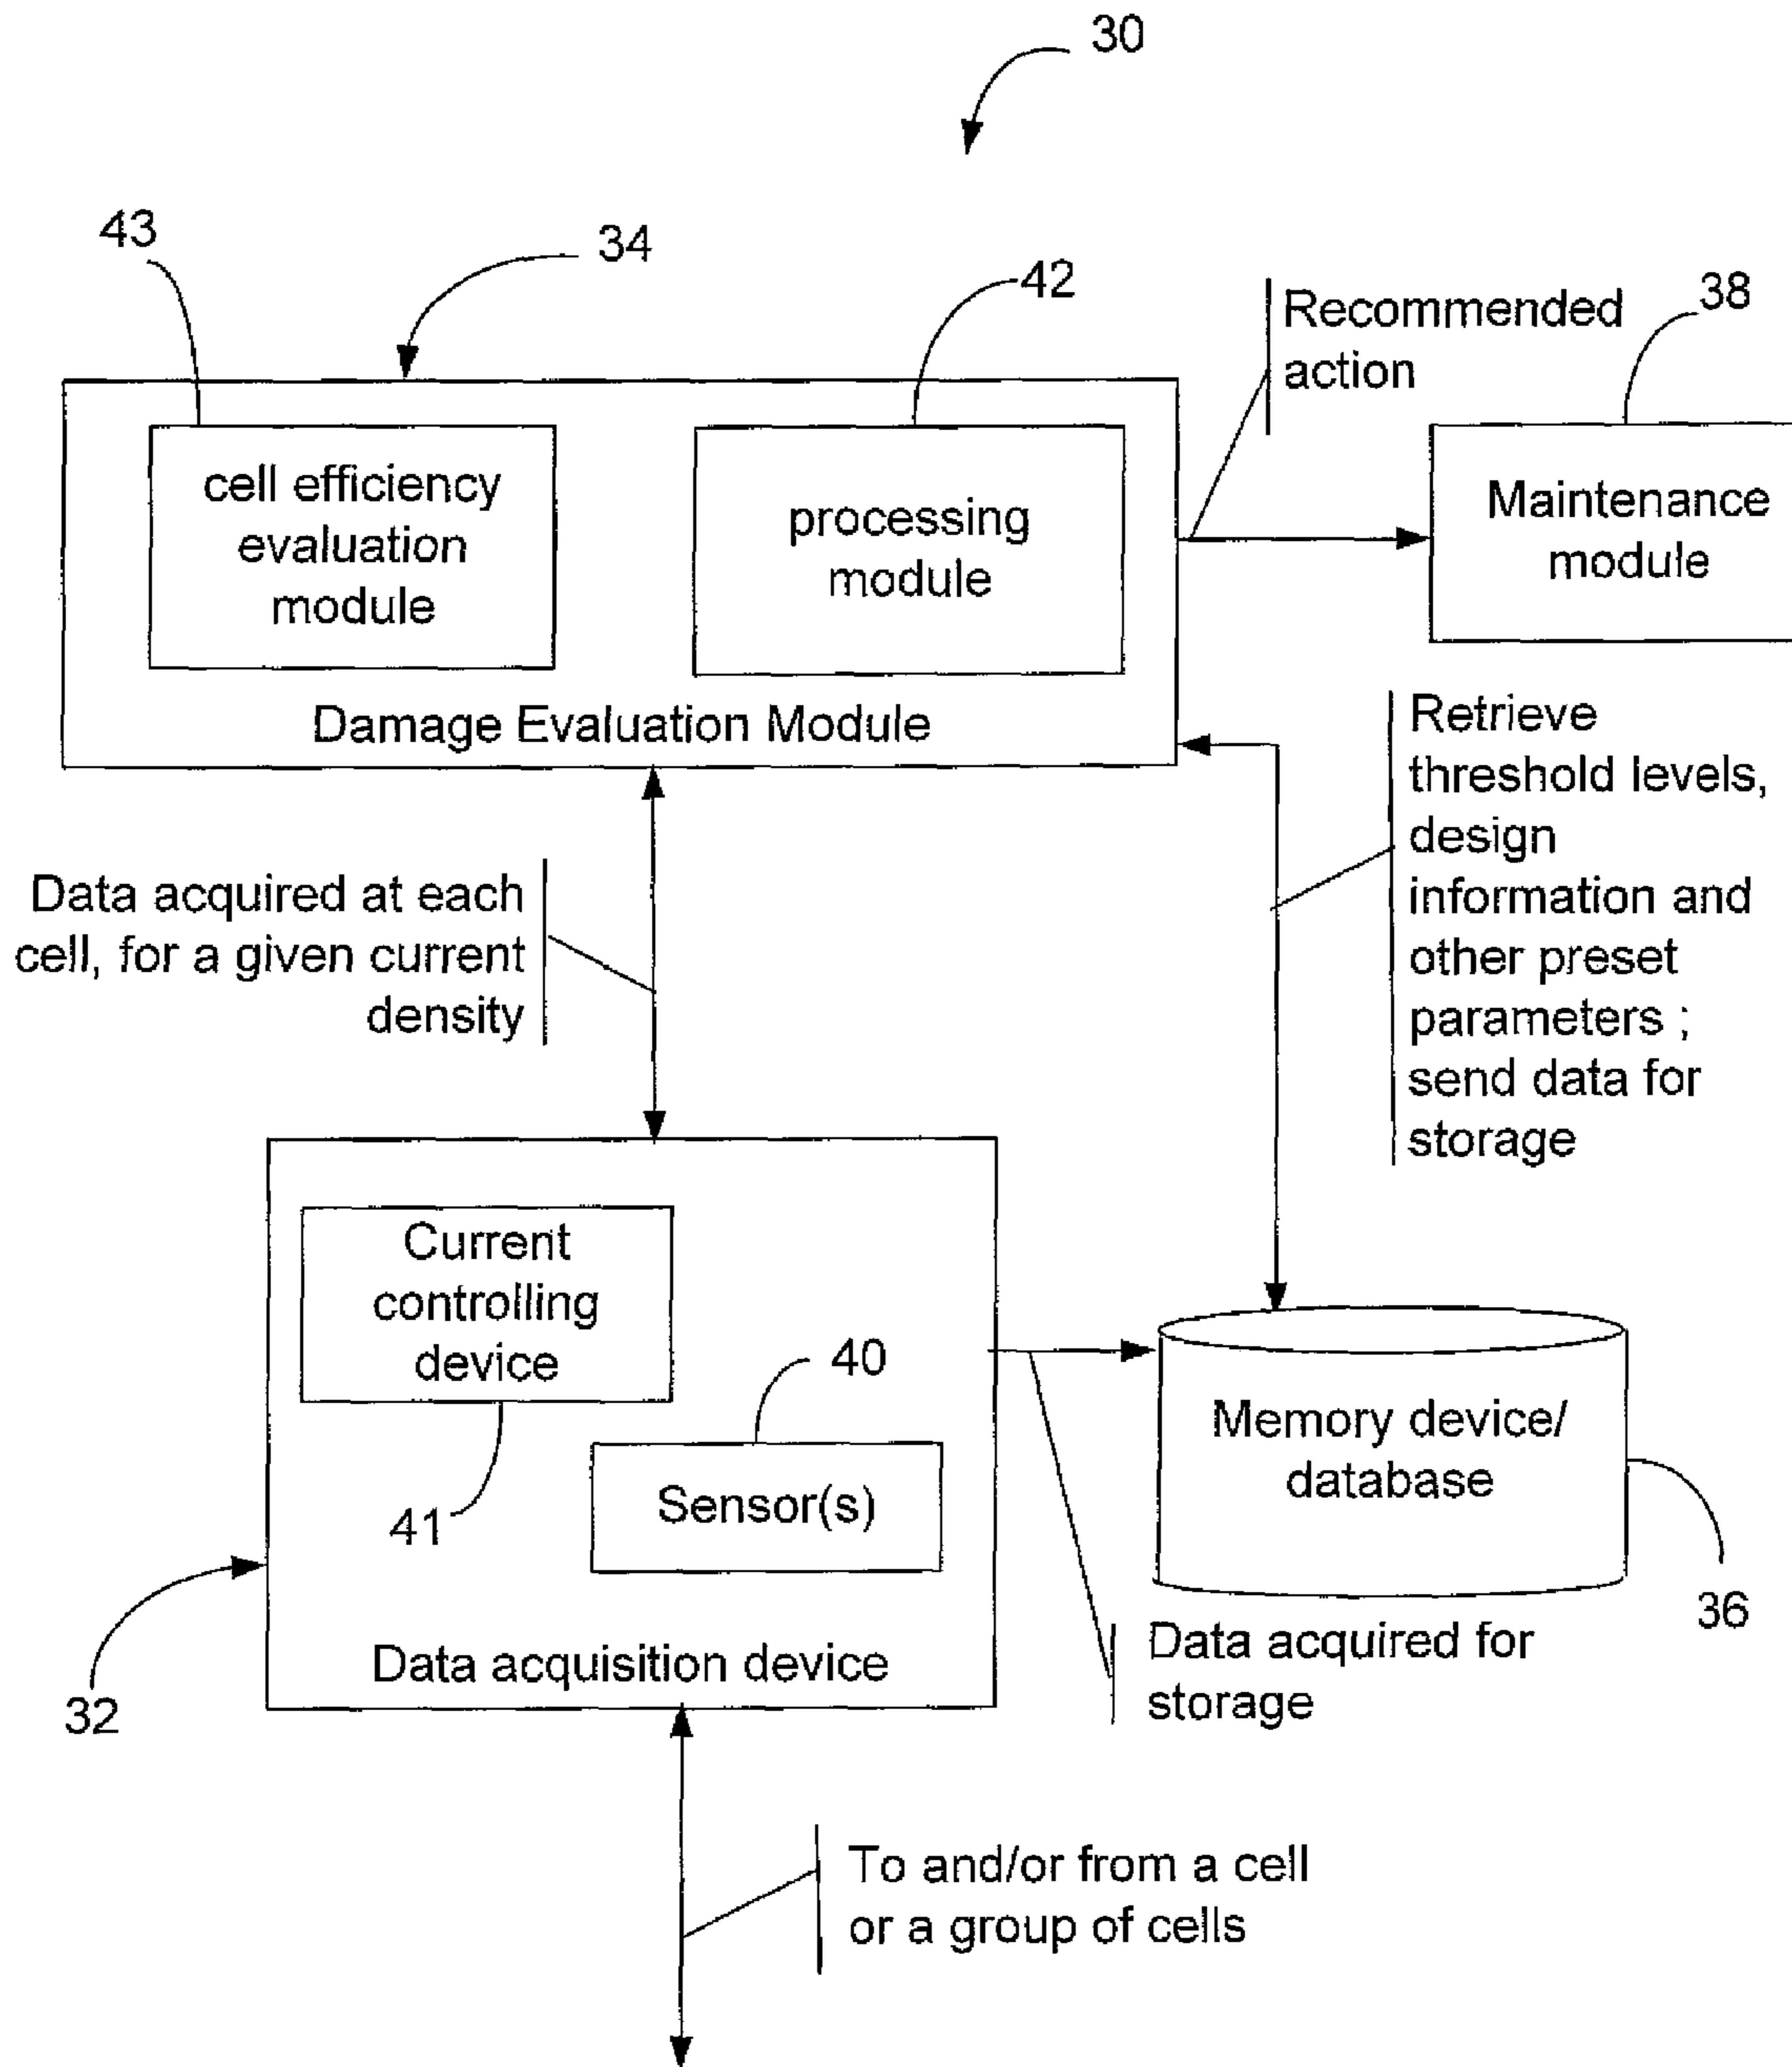 30
43
34
42
Recommended
action
38
cell efficiency
evaluation
module
processing
module
Maintenance
module
Damage Evaluation Module
Retrieve
threshold levels,
design
information and
other preset
parameters ;
send data for
storage
Data acquired at each
cell, for a given current
density
Current
controlling
device
40
41
Sensor(s)
Memory device/
database
36
Data acquisition device
32
Data acquired for
storage
To and/or from a cell
or a group of cells